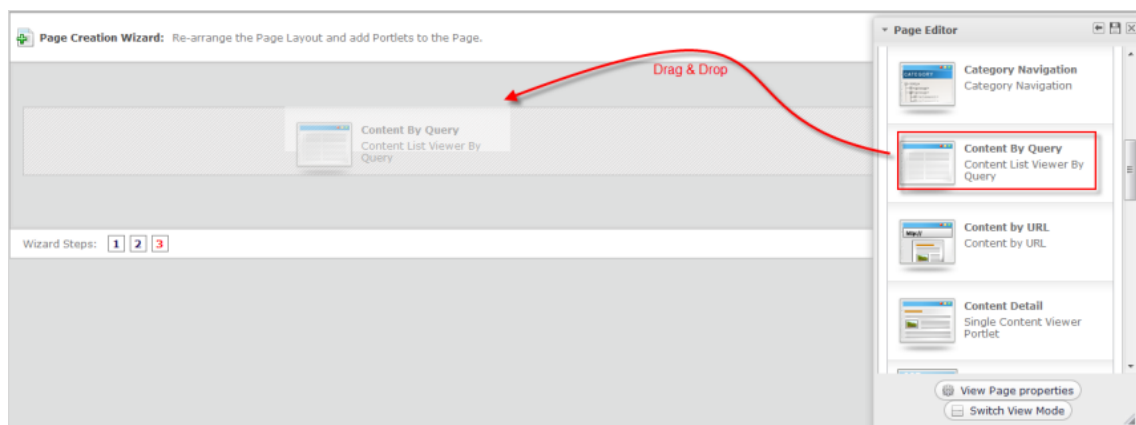 Page Creation Wizard: Re-arrange the Page Layout and add Portlets to the Page.
Drag & Drop
Content By Query
Content List Viewer By
Query
Wizard Steps: 1 2 3
Page Editor
CATEGORY
Category Navigation
Category Navigation
Content By Query
Content List Viewer By
Query
http://
Content by URL
Content by URL
Content Detail
Single Content Viewer
Portlet
View Page properties
Switch View Mode